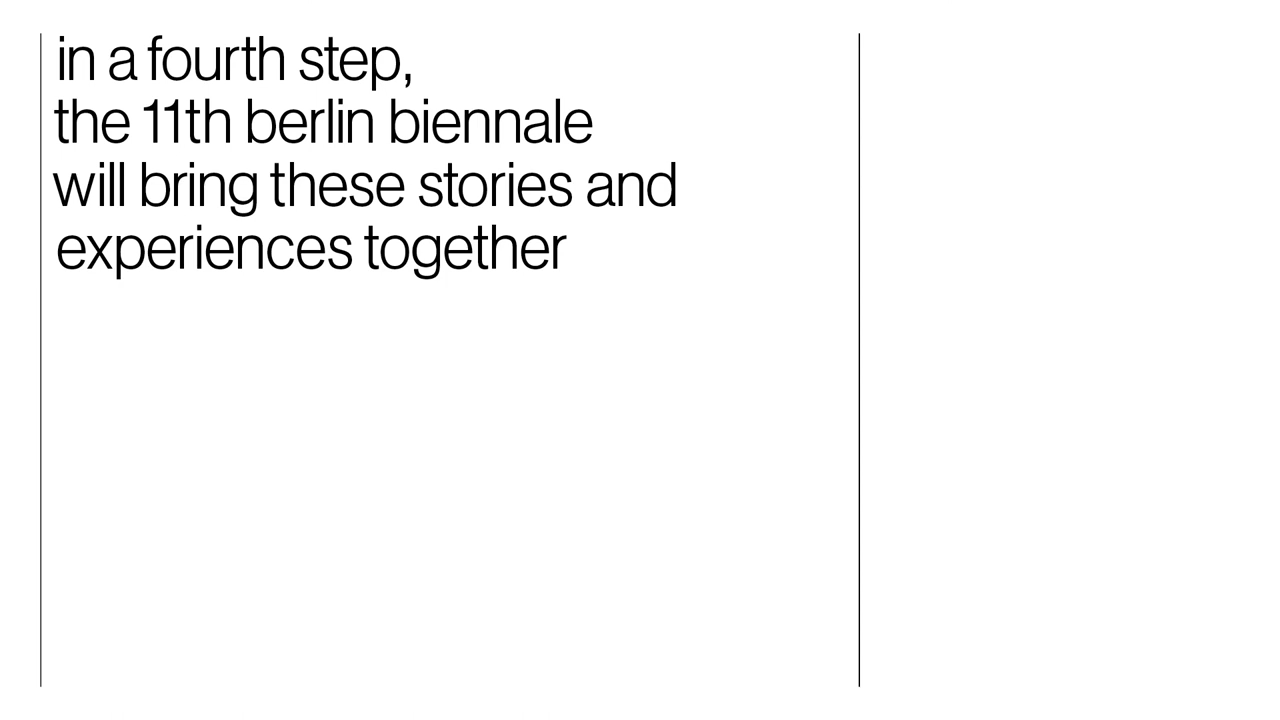 in a fourth step,
the 11th berlin biennale
will bring these stories and
experiences together